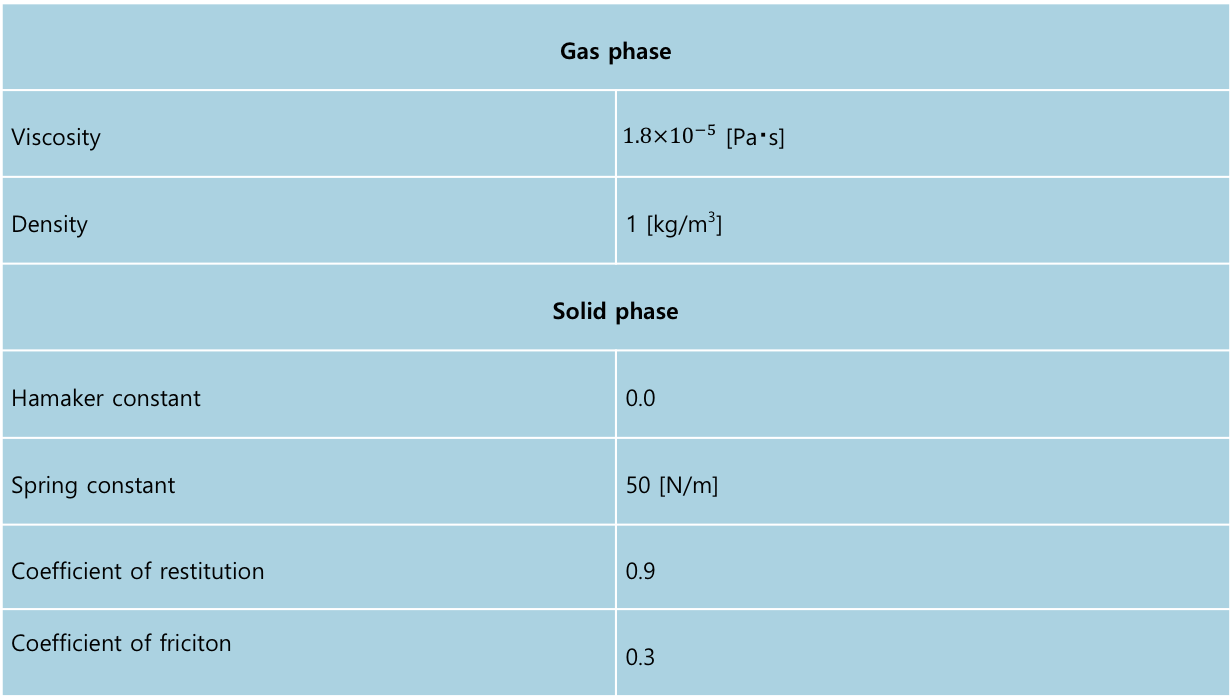 Gas phase
Viscosity 1.8×10⁻⁵ [Pa·s]
Density 1 [kg/m³]
Solid phase
Hamaker constant 0.0
Spring constant 50 [N/m]
Coefficient of restitution 0.9
Coefficient of friciton 0.3